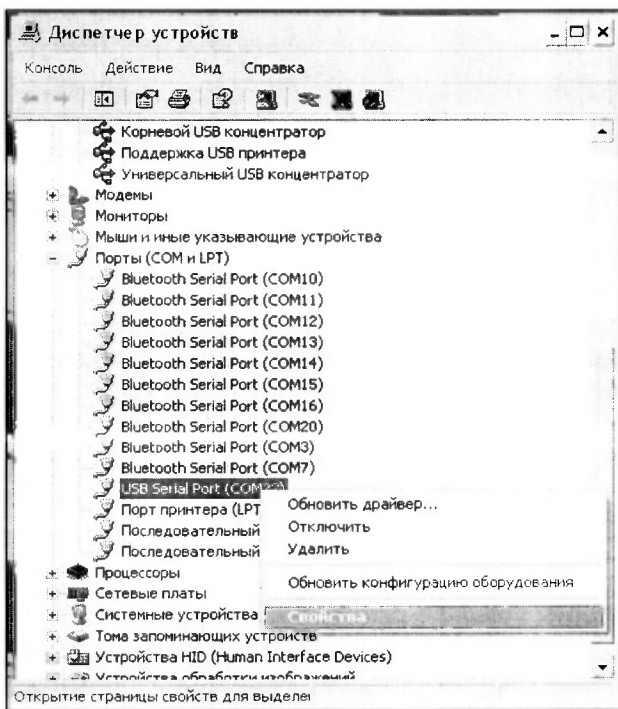 Диспетчер устройств
Консоль Действие Вид Справка
Корневой USB концентратор
Поддержка USB принтера
Универсальный USB концентратор
Модемы
Мониторы
Мыши и иные указывающие устройства
Порты (COM и LPT)
Bluetooth Serial Port (COM10)
Bluetooth Serial Port (COM11)
Bluetooth Serial Port (COM12)
Bluetooth Serial Port (COM13)
Bluetooth Serial Port (COM14)
Bluetooth Serial Port (COM15)
Bluetooth Serial Port (COM16)
Bluetooth Serial Port (COM20)
Bluetooth Serial Port (COM3)
Bluetooth Serial Port (COM7)
USB Serial Port
Порт принтера (LPT
Последовательный
Последовательный
Обновить драйвер...
Отключить
Удалить
Обновить конфигурацию оборудования
Свойства
Процессоры
Сетевые платы
Системные устройства
Тома запоминающих устройств
Устройства HID (Human Interface Devices)
Устройства обработки изображений
Открытие страницы свойств для выделен